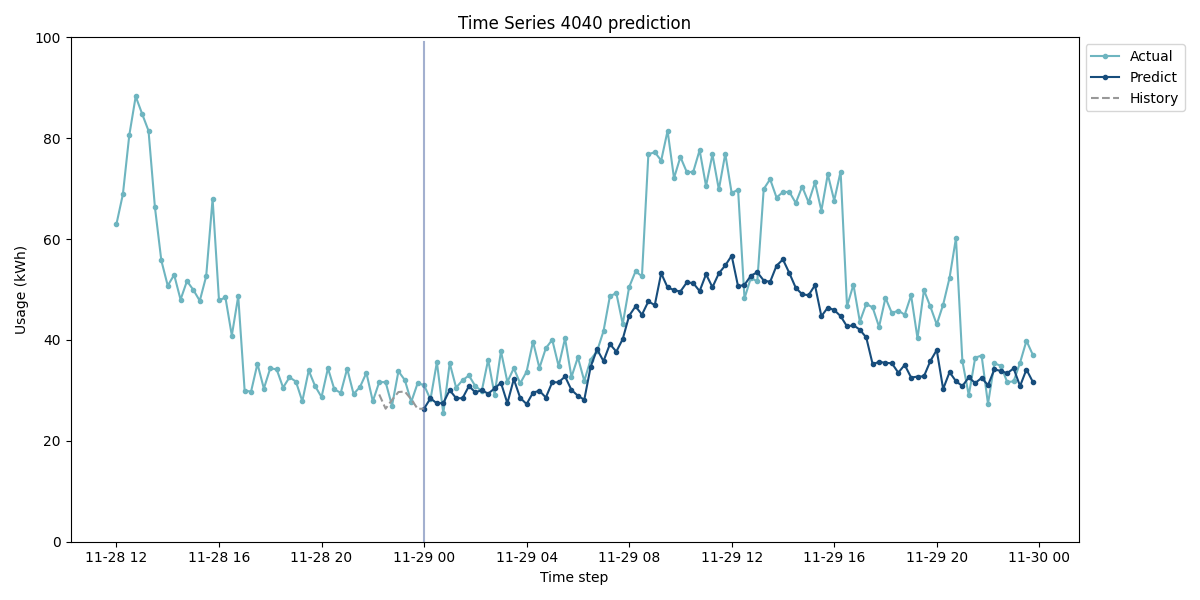 Time Series 4040 prediction
100
80
60
40
20
0
Usage (kWh)
11-28 12 11-28 16 11-28 20 11-29 00 11-29 04 11-29 08 11-29 12 11-29 16 11-29 20 11-30 00
Time step
Actual
Predict
History